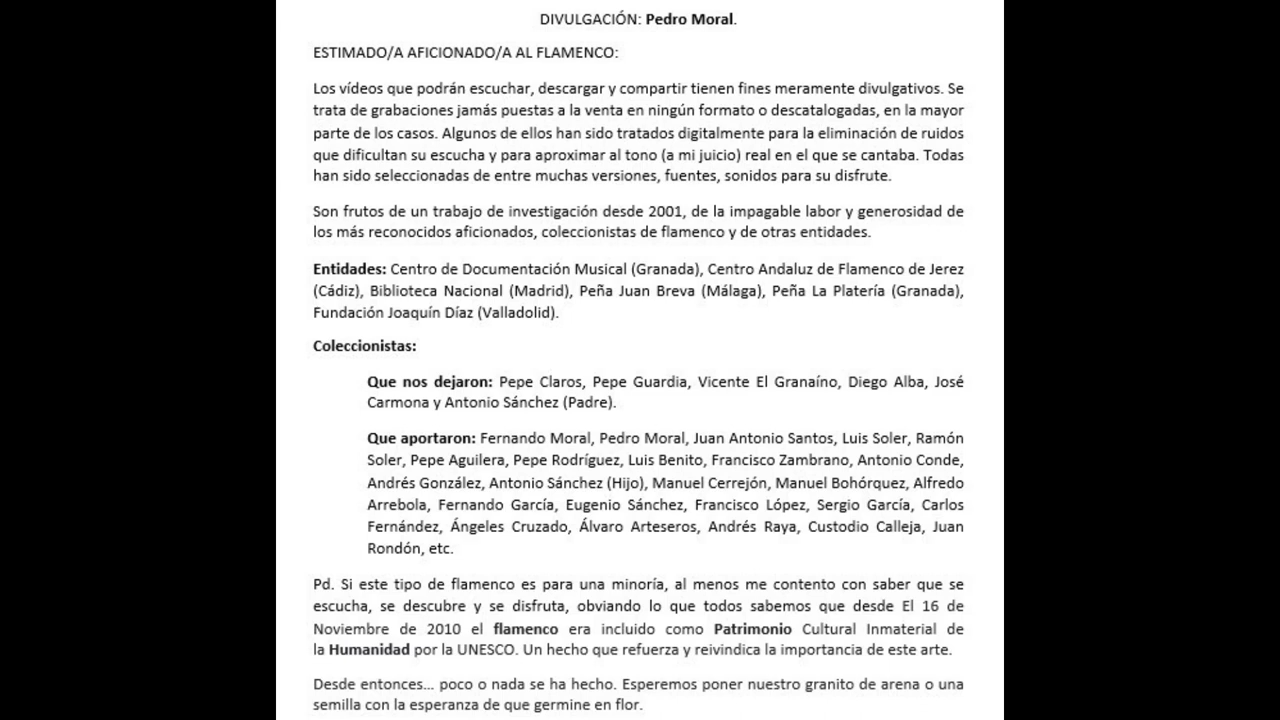 DIVULGACIÓN: Pedro Moral.
ESTIMADO/A AFICIONADO/A AL FLAMENCO:
Los vídeos que podrán escuchar, descargar y compartir tienen fines meramente divulgativos. Se
trata de grabaciones jamás puestas a la venta en ningún formato o descatalogadas, en la mayor
parte de los casos. Algunos de ellos han sido tratados digitalmente para la eliminación de ruidos
que dificultan su escucha y para aproximar al tono (a mi juicio) real en el que se cantaba. Todas
han sido seleccionadas de entre muchas versiones, fuentes, sonidos para su disfrute.
Son frutos de un trabajo de investigación desde 2001, de la impagable labor y generosidad de
los más reconocidos aficionados, coleccionistas de flamenco y de otras entidades.
Entidades: Centro de Documentación Musical (Granada), Centro Andaluz de Flamenco de Jerez
(Cádiz), Biblioteca Nacional (Madrid), Peña Juan Breva (Málaga), Peña La Platería (Granada),
Fundación Joaquín Díaz (Valladolid).
Coleccionistas:
Que nos dejaron: Pepe Claros, Pepe Guardia, Vicente El Granaíno, Diego Alba, José
Carmona y Antonio Sánchez (Padre).
Que aportaron: Fernando Moral, Pedro Moral, Juan Antonio Santos, Luis Soler, Ramón
Soler, Pepe Aguilera, Pepe Rodríguez, Luis Benito, Francisco Zambrano, Antonio Conde,
Andrés González, Antonio Sánchez (Hijo), Manuel Cerrejón, Manuel Bohórquez, Alfredo
Arrebola, Fernando García, Eugenio Sánchez, Francisco López, Sergio García, Carlos
Fernández, Ángeles Cruzado, Álvaro Arteseros, Andrés Raya, Custodio Calleja, Juan
Rondón, etc.
Pd. Si este tipo de flamenco es para una minoría, al menos me contento con saber que se
escucha, se descubre y se disfruta, obviando lo que todos sabemos que desde El 16 de
Noviembre de 2010 el flamenco era incluido como Patrimonio Cultural Inmaterial de
la Humanidad por la UNESCO. Un hecho que refuerza y reivindica la importancia de este arte.
Desde entonces... poco o nada se ha hecho. Esperemos poner nuestro granito de arena o una
semilla con la esperanza de que germine en flor.